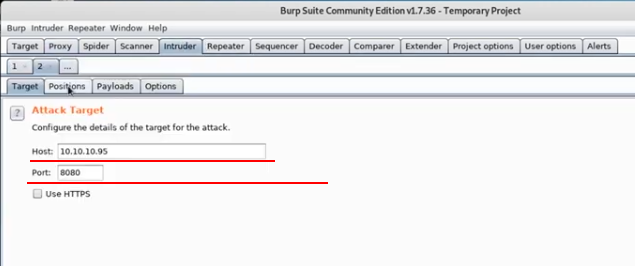 Burp Suite Community Edition v1.7.36 - Temporary Project
Burp Intruder Repeater Window Help
Target Proxy Spider Scanner Intruder Repeater Sequencer Decoder Comparer Extender Project options User options Alerts
1 2 ...
Target Positions Payloads Options
? Attack Target
Configure the details of the target for the attack.
Host: 10.10.10.95
Port: 8080
Use HTTPS